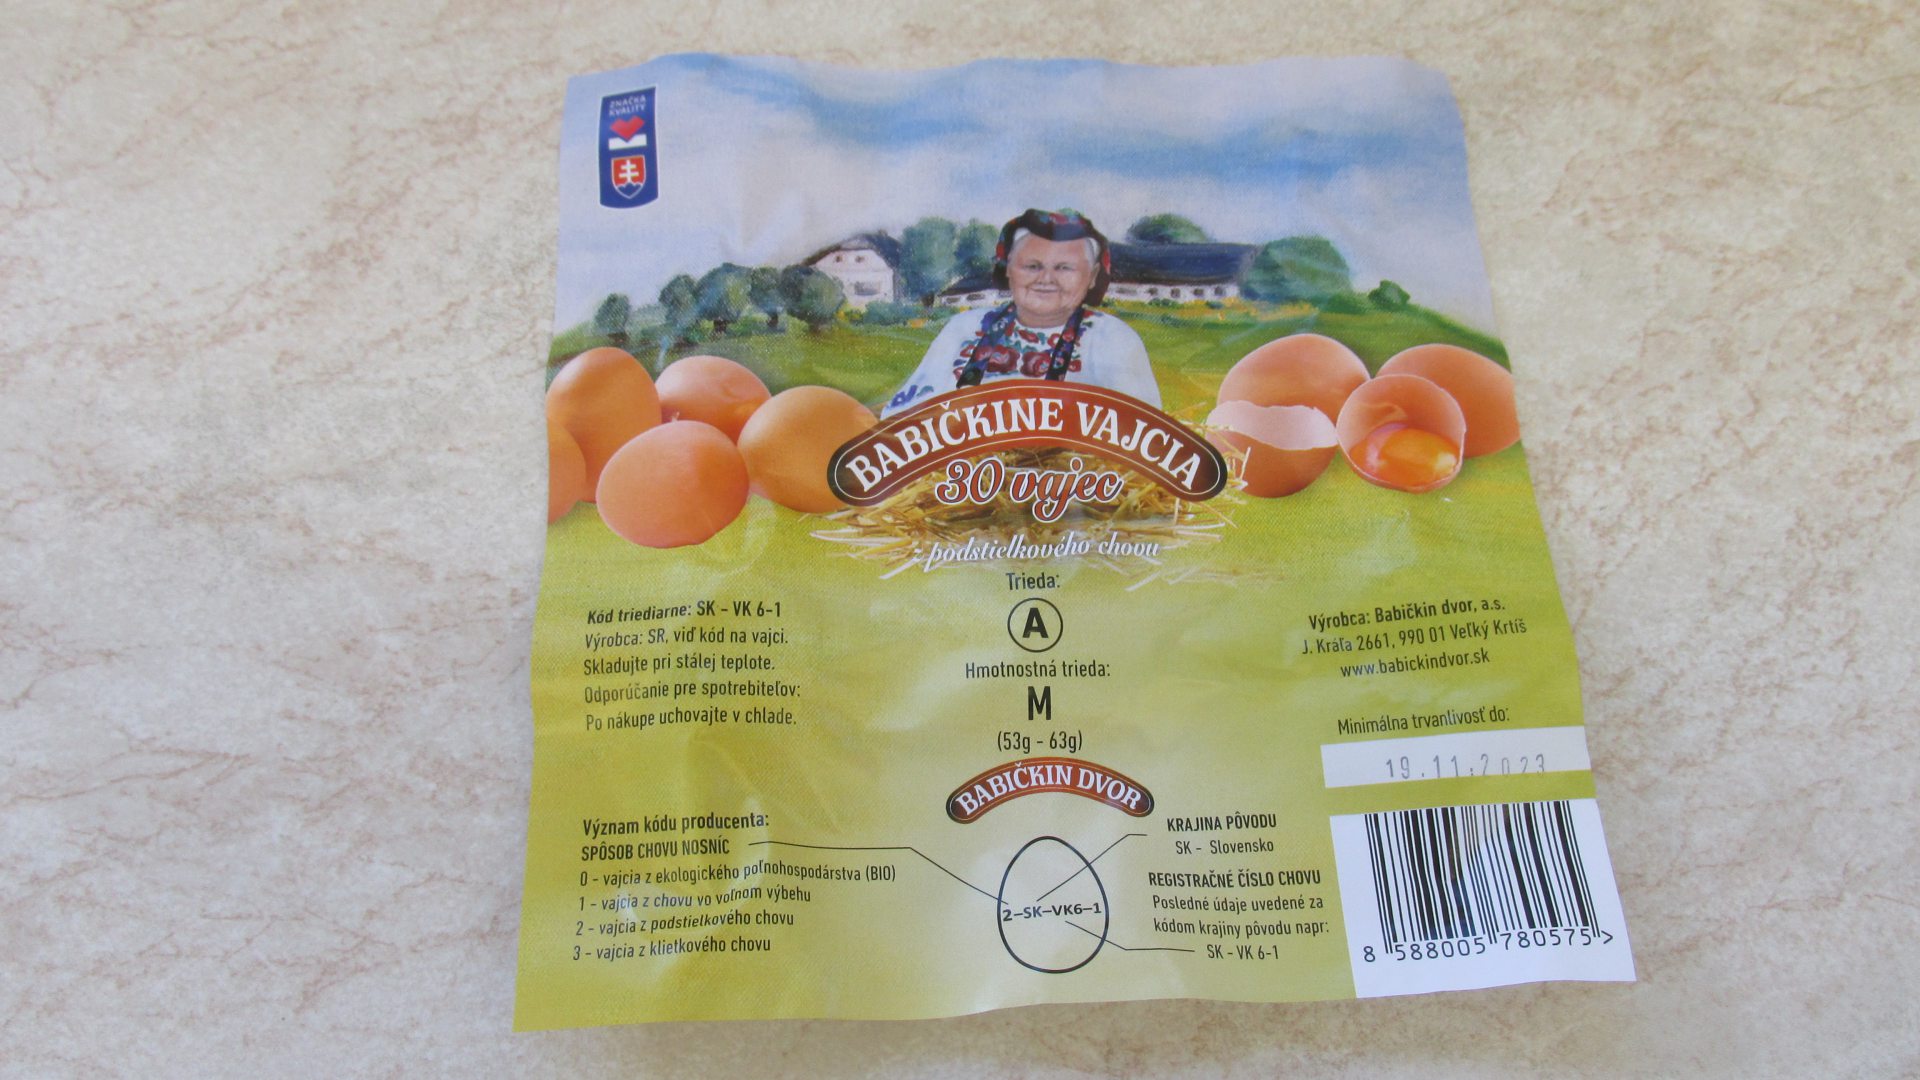 ZNAČKA
KVALITY
BABIČKINE VAJCIA
30 vajec
z podstielkového chovu
Trieda:
A
Hmotnostná trieda:
M
(53g - 63g)
BABIČKIN DVOR
Kód triediarne: SK - VK 6-1
Výrobca: SR, viď kód na vajci.
Skladujte pri stálej teplote.
Odporúčanie pre spotrebiteľov:
Po nákupe uchovajte v chlade.
Výrobca: Babičkin dvor, a.s.
J. Kráľa 2661, 990 01 Veľký Krtíš
www.babickindvor.sk
Minimálna trvanlivosť do:
19.11.2023
Význam kódu producenta:
SPÔSOB CHOVU NOSNÍC
0 - vajcia z ekologického poľnohospodárstva (BIO)
1 - vajcia z chovu vo voľnom výbehu
2 - vajcia z podstielkového chovu
3 - vajcia z klietkového chovu
2-SK-VK6-1
KRAJINA PÔVODU
SK - Slovensko
REGISTRAČNÉ ČÍSLO CHOVU
Posledné údaje uvedené za
kódom krajiny pôvodu napr:
SK - VK 6-1
8 588005 780575 >